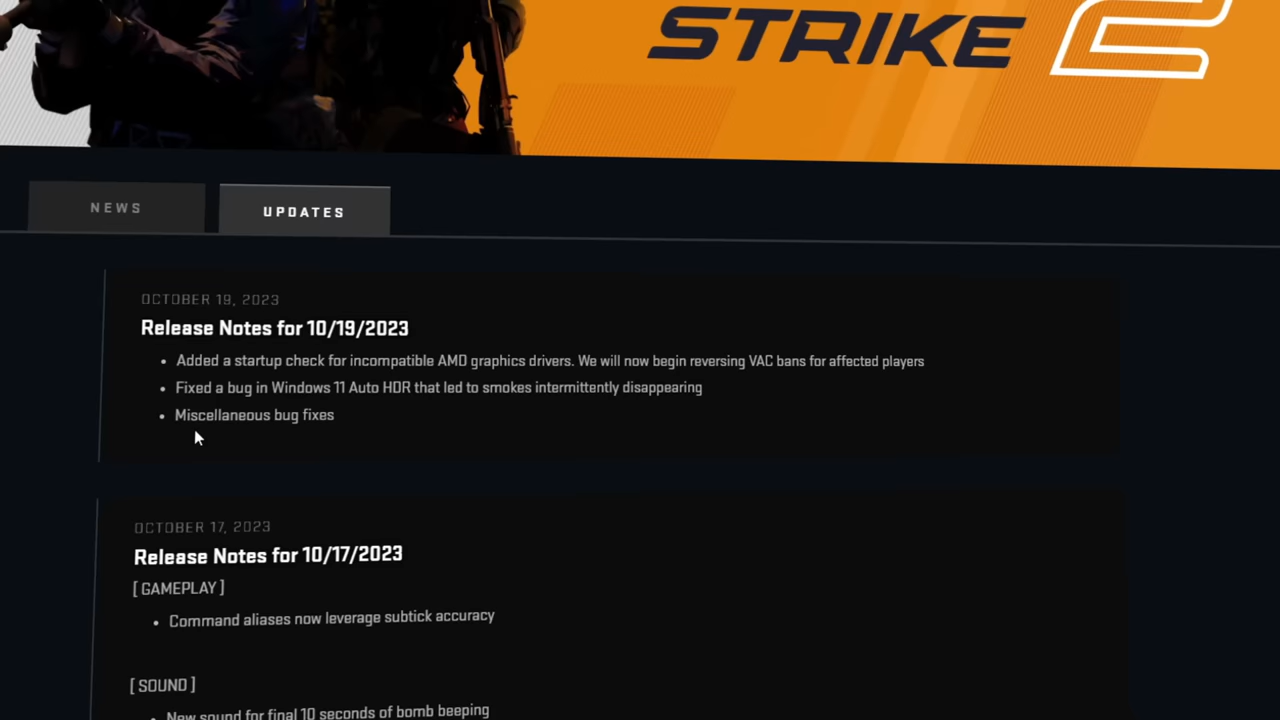 STRIKE 2
NEWS
UPDATES
OCTOBER 19, 2023
Release Notes for 10/19/2023
• Added a startup check for incompatible AMD graphics drivers. We will now begin reversing VAC bans for affected players
• Fixed a bug in Windows 11 Auto HDR that led to smokes intermittently disappearing
• Miscellaneous bug fixes
OCTOBER 17, 2023
Release Notes for 10/17/2023
[ GAMEPLAY ]
• Command aliases now leverage subtick accuracy
[ SOUND ]
• New sound for final 10 seconds of bomb beeping